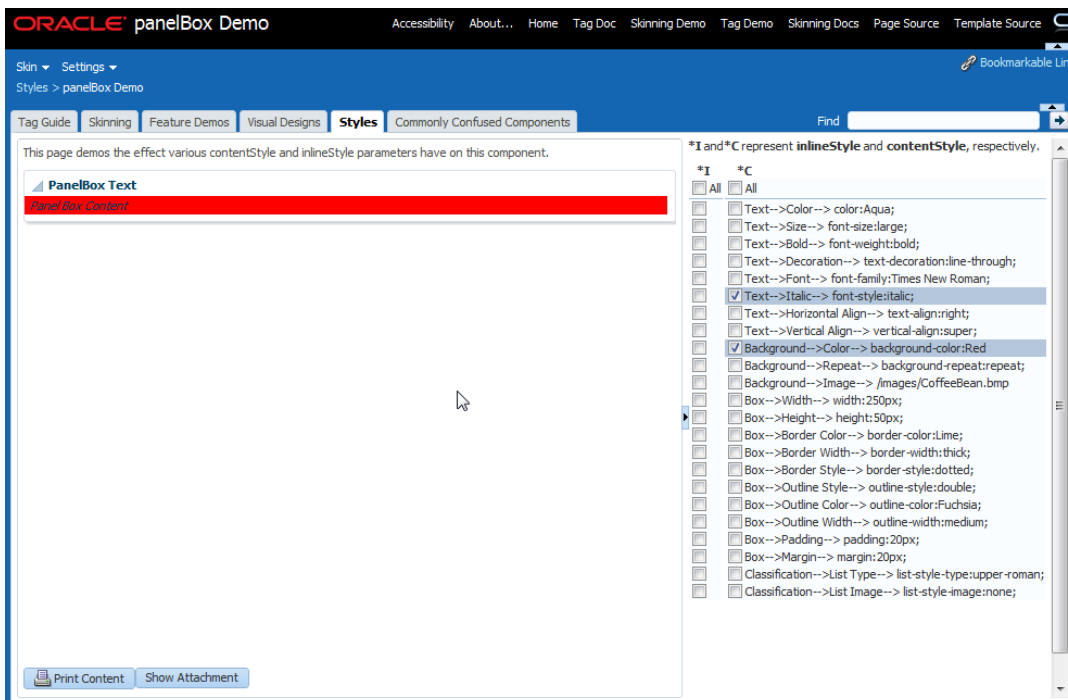 ORACLE panelBox Demo
Accessibility About... Home Tag Doc Skinning Demo Tag Demo Skinning Docs Page Source Template Source
Skin Settings
Bookmarkable Lin
Styles > panelBox Demo
Tag Guide Skinning Feature Demos Visual Designs Styles Commonly Confused Components
Find
This page demos the effect various contentStyle and inlineStyle parameters have on this component.
PanelBox Text
Panel Box Content
Print Content Show Attachment
*I and *C represent inlineStyle and contentStyle, respectively.
*I *C
All All
Text-->Color--> color:Aqua;
Text-->Size--> font-size:large;
Text-->Bold--> font-weight:bold;
Text-->Decoration--> text-decoration:line-through;
Text-->Font--> font-family:Times New Roman;
Text-->Italic--> font-style:italic;
Text-->Horizontal Align--> text-align:right;
Text-->Vertical Align--> vertical-align:super;
Background-->Color--> background-color:Red
Background-->Repeat--> background-repeat:repeat;
Background-->Image--> /images/CoffeeBean.bmp
Box-->Width--> width:250px;
Box-->Height--> height:50px;
Box-->Border Color--> border-color:Lime;
Box-->Border Width--> border-width:thick;
Box-->Border Style--> border-style:dotted;
Box-->Outline Style--> outline-style:double;
Box-->Outline Color--> outline-color:Fuchsia;
Box-->Outline Width--> outline-width:medium;
Box-->Padding--> padding:20px;
Box-->Margin--> margin:20px;
Classification-->List Type--> list-style-type:upper-roman;
Classification-->List Image--> list-style-image:none;